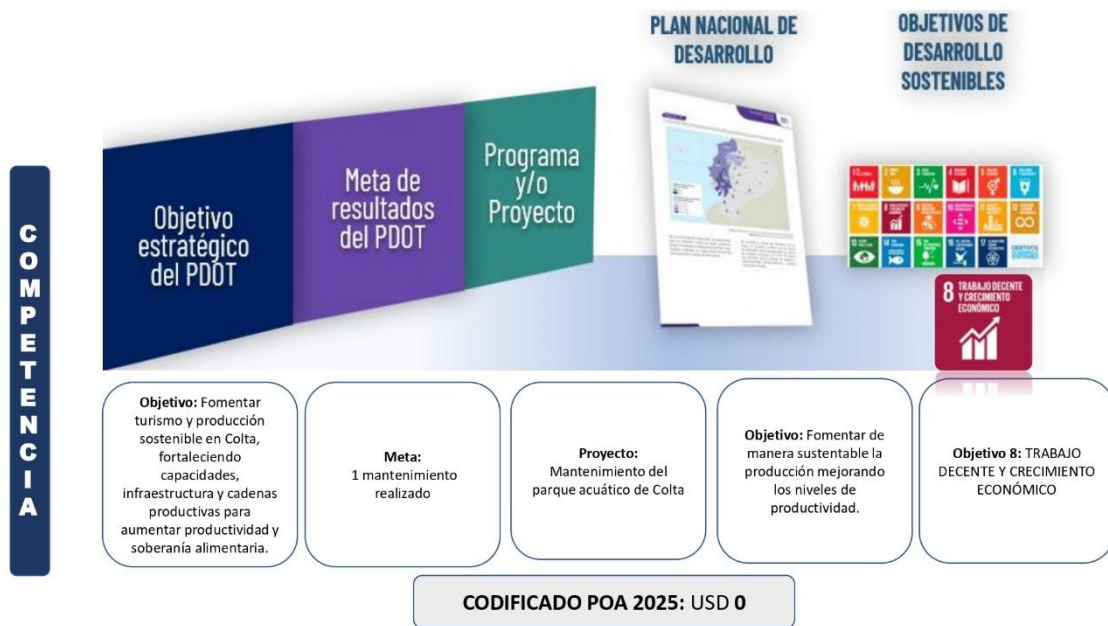 PLAN NACIONAL DE
DESARROLLO
OBJETIVOS DE
DESARROLLO
SOSTENIBLES
COMPETENCIA
Objetivo
estratégico
del PDOT
Meta de
resultados
del PDOT
Programa
y/o
Proyecto
8 TRABAJO DECENTE
Y CRECIMIENTO
ECONÓMICO
Objetivo: Fomentar
turismo y producción
sostenible en Colta,
fortaleciendo
capacidades,
infraestructura y cadenas
productivas para
aumentar productividad y
soberanía alimentaria.
Meta:
1 mantenimiento
realizado
Proyecto:
Mantenimiento del
parque acuático de Colta
Objetivo: Fomentar de
manera sustentable la
producción mejorando
los niveles de
productividad.
Objetivo 8: TRABAJO
DECENTE Y CRECIMIENTO
ECONÓMICO
CODIFICADO POA 2025: USD 0